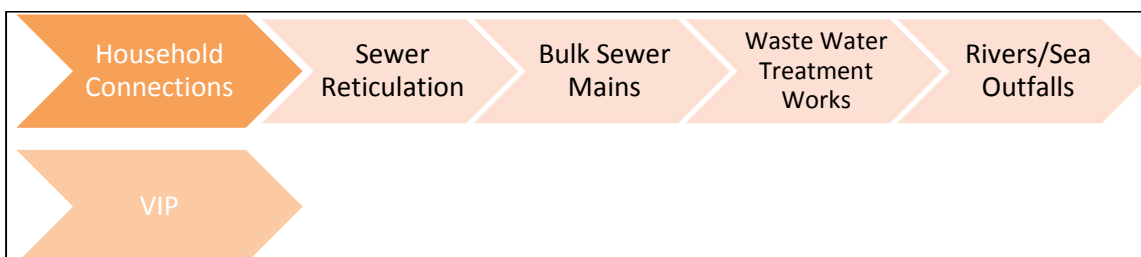 Household
Connections
Sewer
Reticulation
Bulk Sewer
Mains
Waste Water
Treatment
Works
Rivers/Sea
Outfalls
VIP